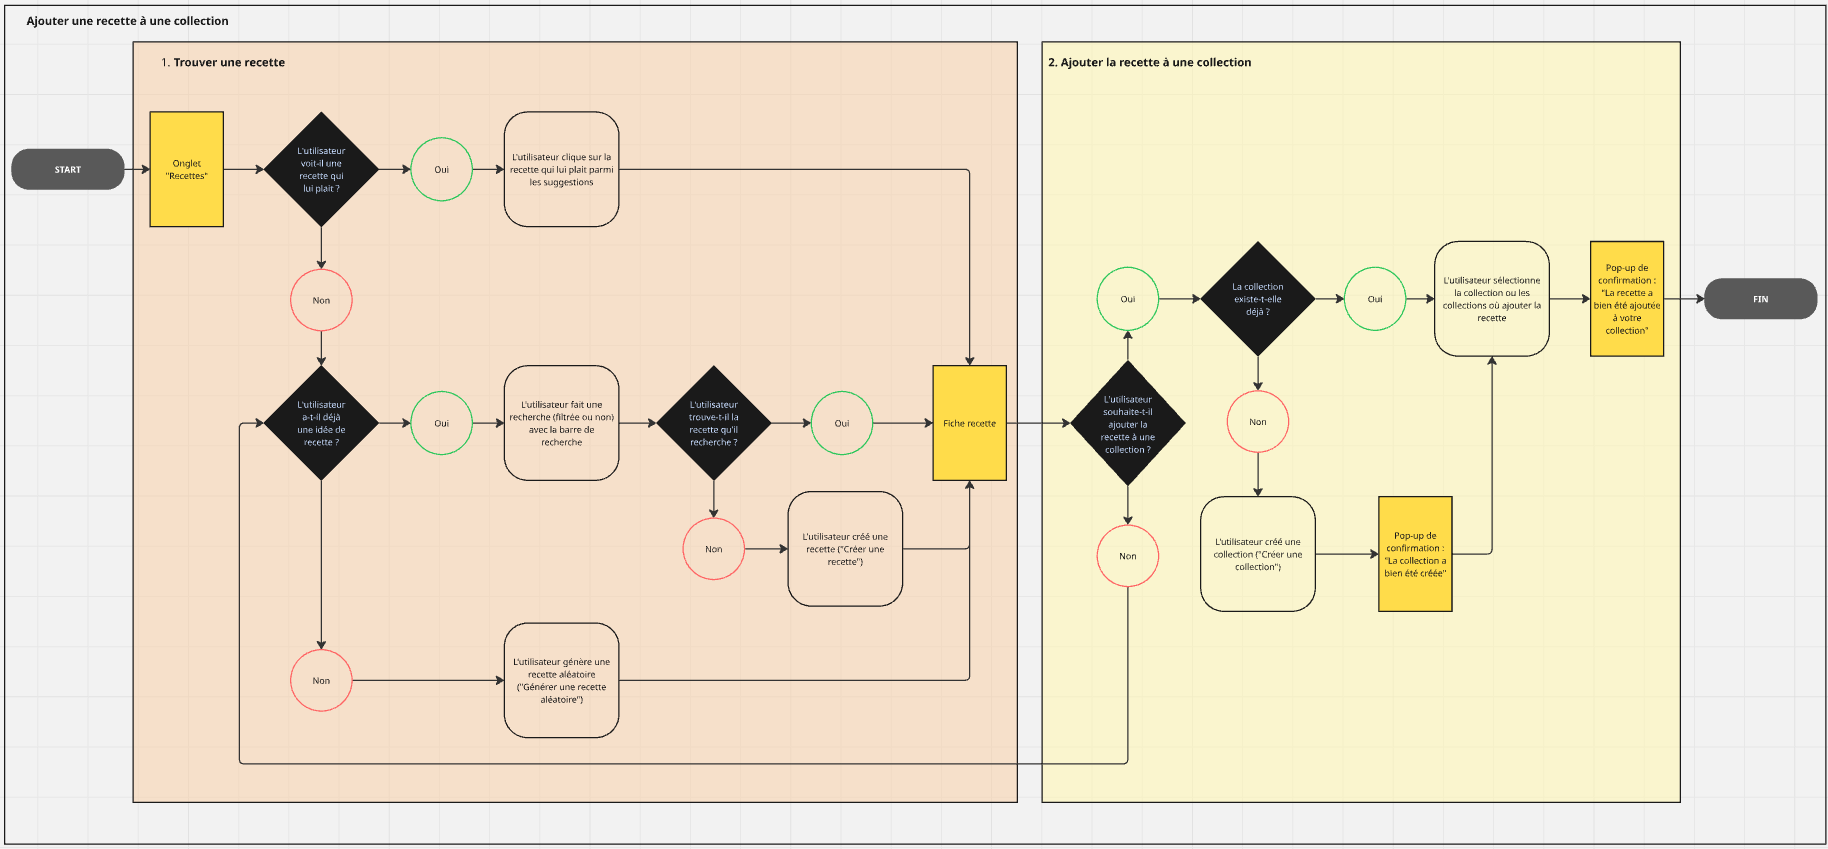 Ajouter une recette à une collection
1. Trouver une recette
START
Onglet
"Recettes"
L'utilisateur
voit-il une
recette qui
lui plait ?
Oui
L'utilisateur clique sur la
recette qui lui plait parmi
les suggestions
Non
L'utilisateur
a-t-il déjà
une idée de
recette ?
Oui
L'utilisateur fait une
recherche (filtrée ou non)
avec la barre de
recherche
L'utilisateur
trouve-t-il la
recette qu'il
recherche ?
Oui
Fiche recette
Non
L'utilisateur créé une
recette ("Créer une
recette")
Non
L'utilisateur génère une
recette aléatoire
("Générer une recette
aléatoire")
2. Ajouter la recette à une collection
L'utilisateur
souhaite-t-il
ajouter la
recette à une
collection ?
Oui
La collection
existe-t-elle
déjà ?
Oui
L'utilisateur sélectionne
la collection ou les
collections où ajouter la
recette
Pop-up de
confirmation :
"La recette a
bien été ajoutée
à votre
collection"
FIN
Non
L'utilisateur créé une
collection ("Créer une
collection")
Pop-up de
confirmation :
"La collection a
bien été créée"
Non